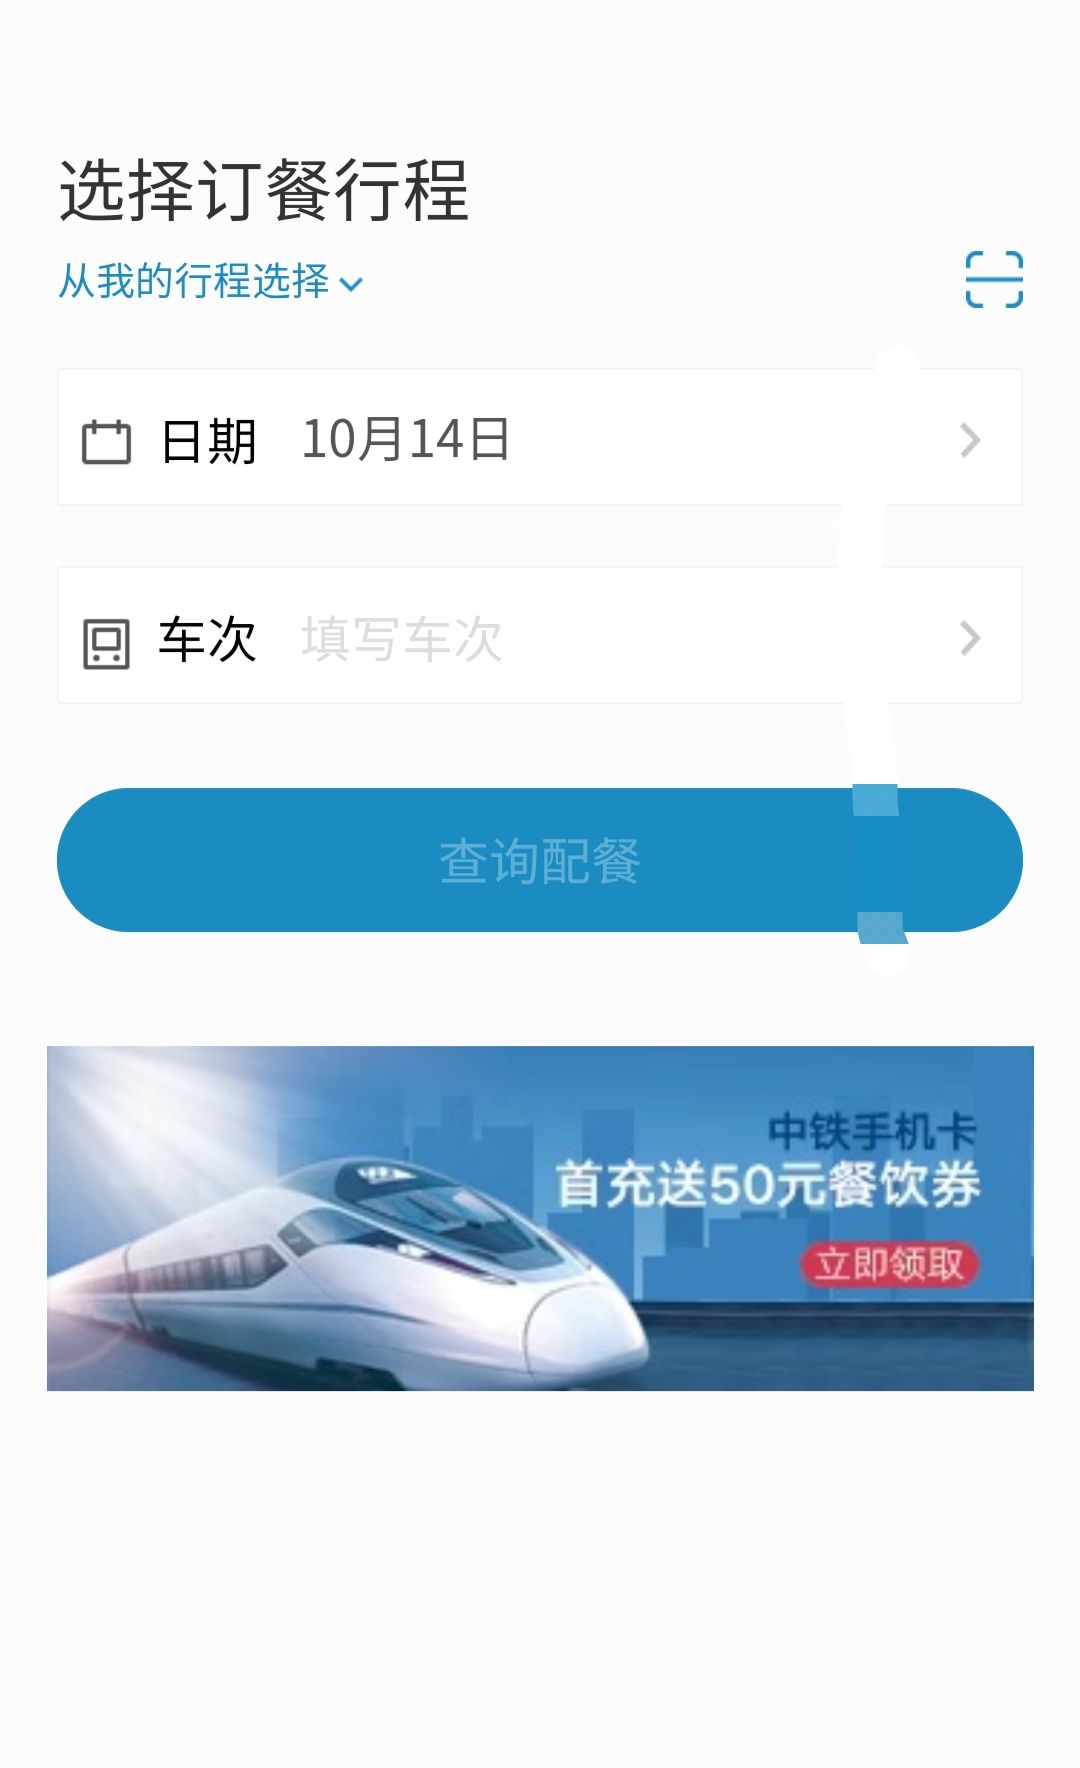 选择订餐行程
从我的行程选择
日期 10月14日
车次 填写车次
查询配餐
中铁手机卡
首充送50元餐饮券
立即领取